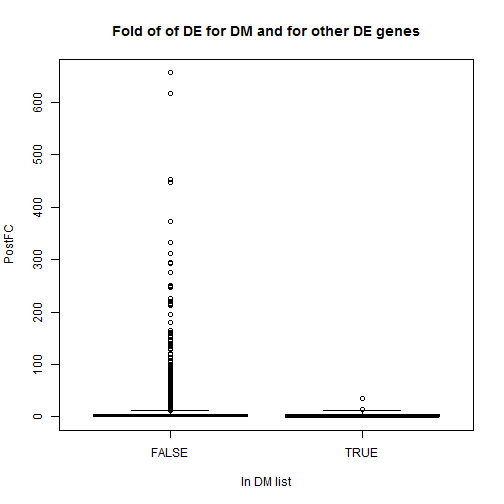 Fold of of DE for DM and for other DE genes
600
500
400
300
200
100
0
PostFC
FALSE
TRUE
In DM list